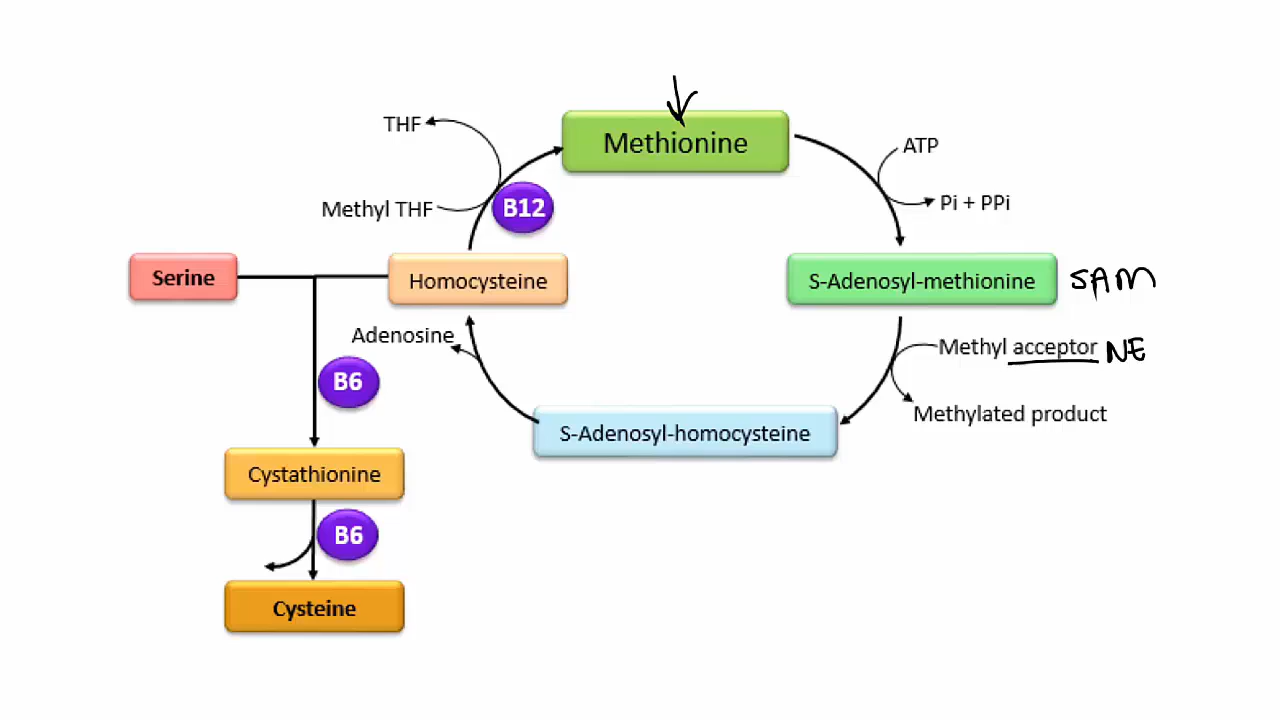 THF
Methionine
ATP
Methyl THF
B12
Pi + PPi
Serine
Homocysteine
S-Adenosyl-methionine SAM
Adenosine
Methyl acceptor NE
B6
Methylated product
S-Adenosyl-homocysteine
Cystathionine
B6
Cysteine